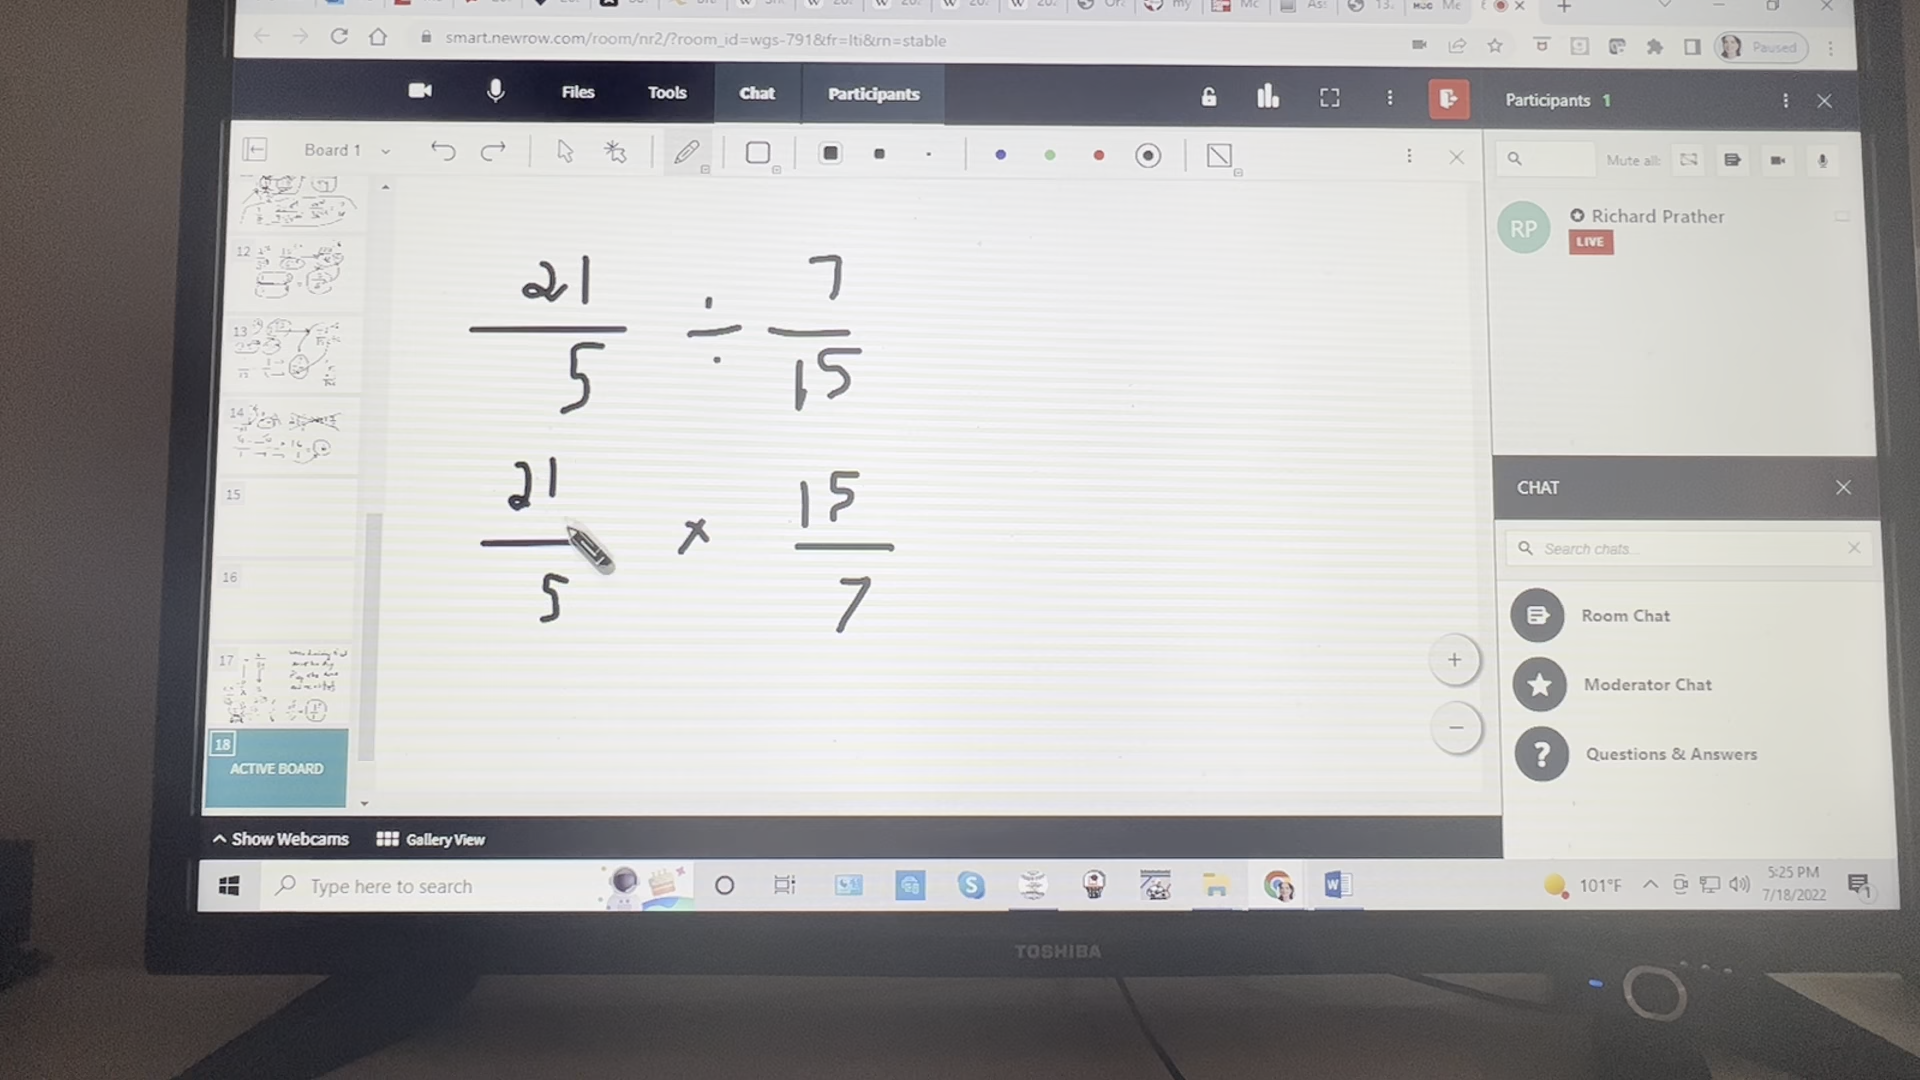 smart.newrow.com/room/nr2/?room_id=wgs-791&fr=lti&rn=stable
Paused
Files Tools Chat Participants
Participants 1
Board 1
Mute all:
RP Richard Prather
LIVE
12
13
14
15
16
17
18
ACTIVE BOARD
21 ÷ 7
5 15
21 × 15
5 7
CHAT
Search chats...
Room Chat
Moderator Chat
? Questions & Answers
Show Webcams Gallery View
Type here to search
101°F
5:25 PM
7/18/2022
TOSHIBA